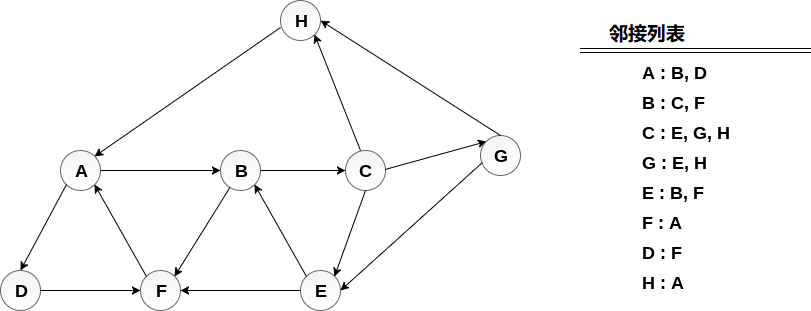 H
A
B
C
G
D
F
E
邻接列表
A : B, D
B : C, F
C : E, G, H
G : E, H
E : B, F
F : A
D : F
H : A